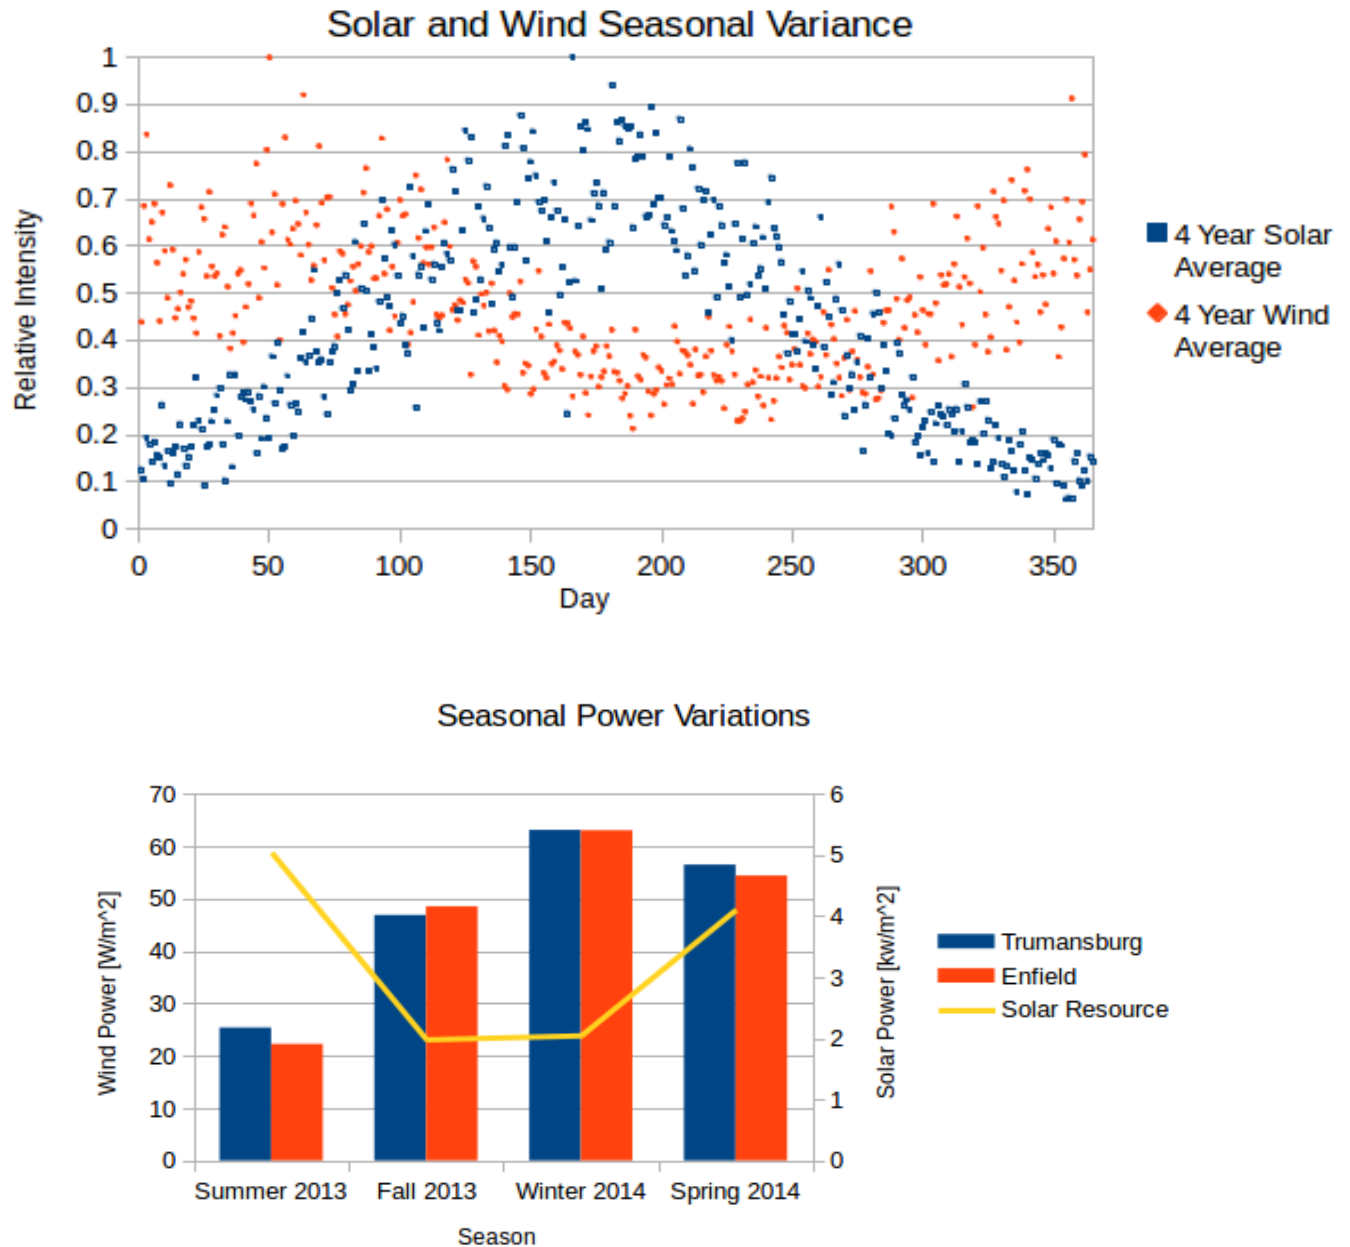 Solar and Wind Seasonal Variance
1
0.9
0.8
0.7
0.6
0.5
0.4
0.3
0.2
0.1
0
Relative Intensity
0 50 100 150 200 250 300 350
Day
4 Year Solar
Average
4 Year Wind
Average
Seasonal Power Variations
70
60
50
40
30
20
10
0
Wind Power [W/m^2]
6
5
4
3
2
1
0
Solar Power [kw/m^2]
Summer 2013 Fall 2013 Winter 2014 Spring 2014
Season
Trumansburg
Enfield
Solar Resource